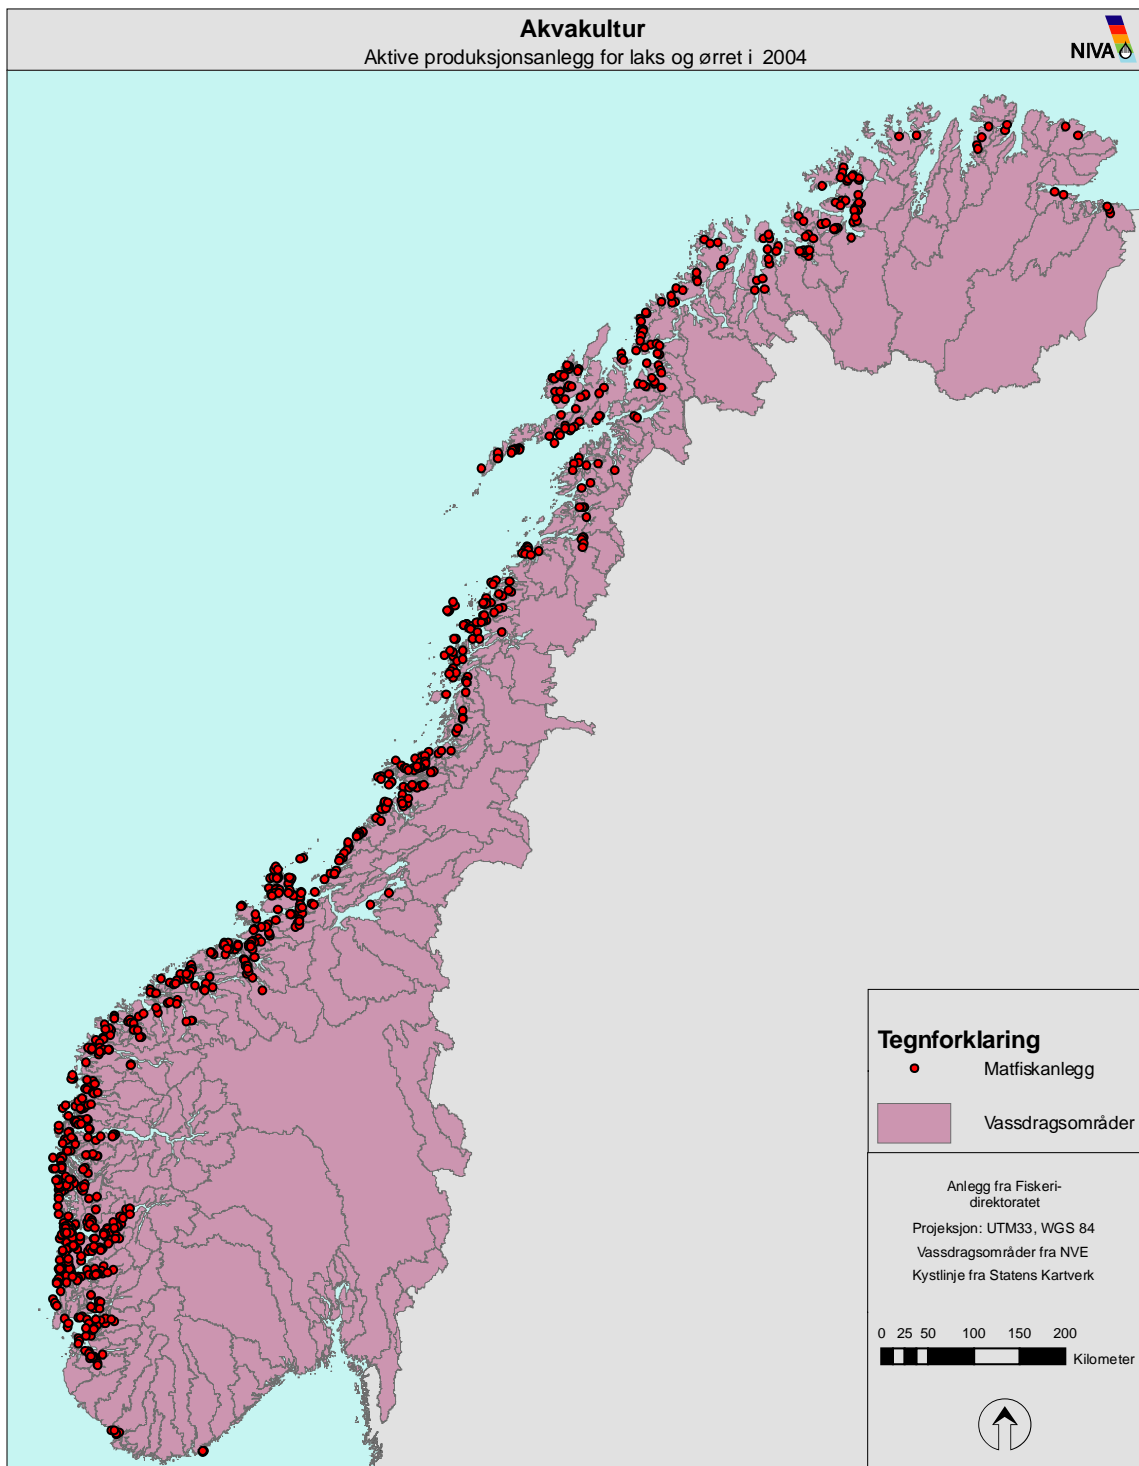 Akvakultur
Aktive produksjonsanlegg for laks og ørret i 2004
NIVA
Tegnforklaring
Matfiskanlegg
Vassdragsområder
Anlegg fra Fiskeri-
direktoratet
Projeksjon: UTM33, WGS 84
Vassdragsområder fra NVE
Kystlinje fra Statens Kartverk
0 25 50 100 150 200
Kilometer